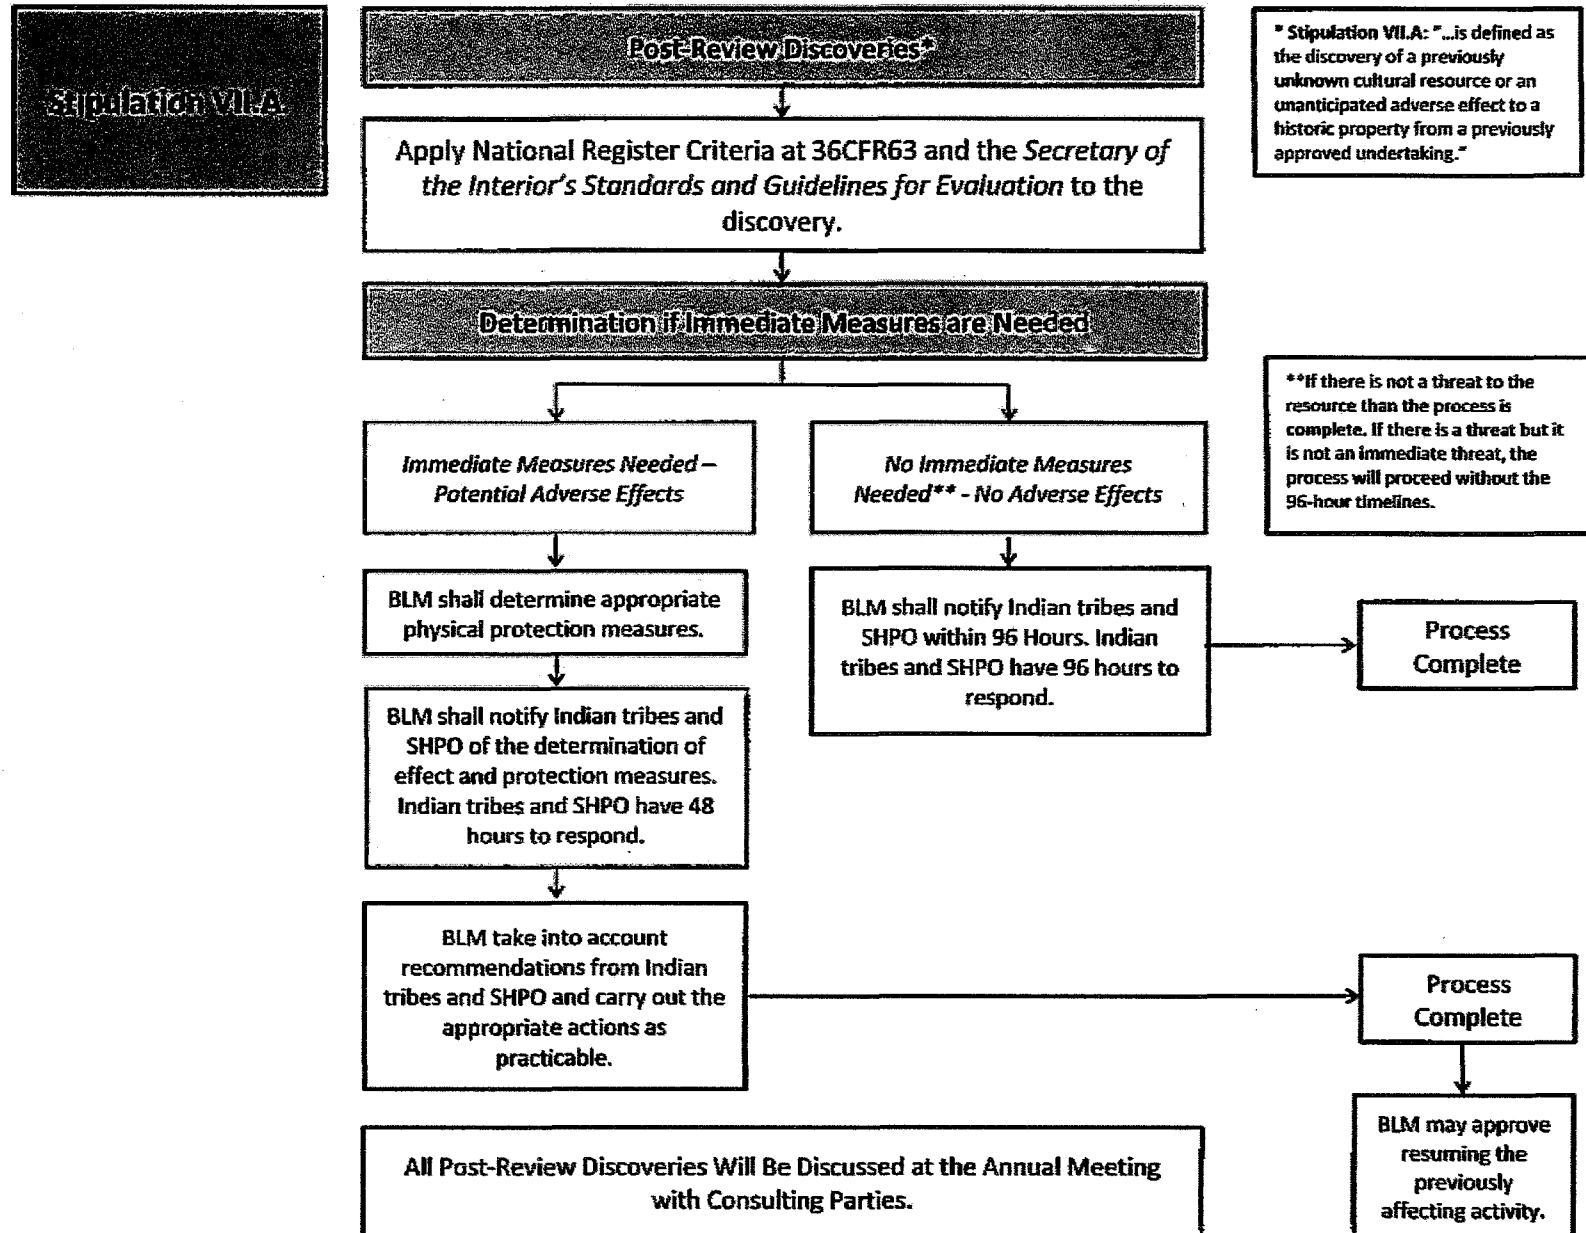 Stipulation VII.A
Post-Review Discoveries*
* Stipulation VII.A: "...is defined as
the discovery of a previously
unknown cultural resource or an
unanticipated adverse effect to a
historic property from a previously
approved undertaking."
Apply National Register Criteria at 36CFR63 and the Secretary of
the Interior's Standards and Guidelines for Evaluation to the
discovery.
Determination if Immediate Measures are Needed
**If there is not a threat to the
resource than the process is
complete. If there is a threat but it
is not an immediate threat, the
process will proceed without the
96-hour timelines.
Immediate Measures Needed –
Potential Adverse Effects
No Immediate Measures
Needed** - No Adverse Effects
BLM shall determine appropriate
physical protection measures.
BLM shall notify Indian tribes and
SHPO within 96 Hours. Indian
tribes and SHPO have 96 hours to
respond.
Process
Complete
BLM shall notify Indian tribes and
SHPO of the determination of
effect and protection measures.
Indian tribes and SHPO have 48
hours to respond.
BLM take into account
recommendations from Indian
tribes and SHPO and carry out the
appropriate actions as
practicable.
Process
Complete
BLM may approve
resuming the
previously
affecting activity.
All Post-Review Discoveries Will Be Discussed at the Annual Meeting
with Consulting Parties.